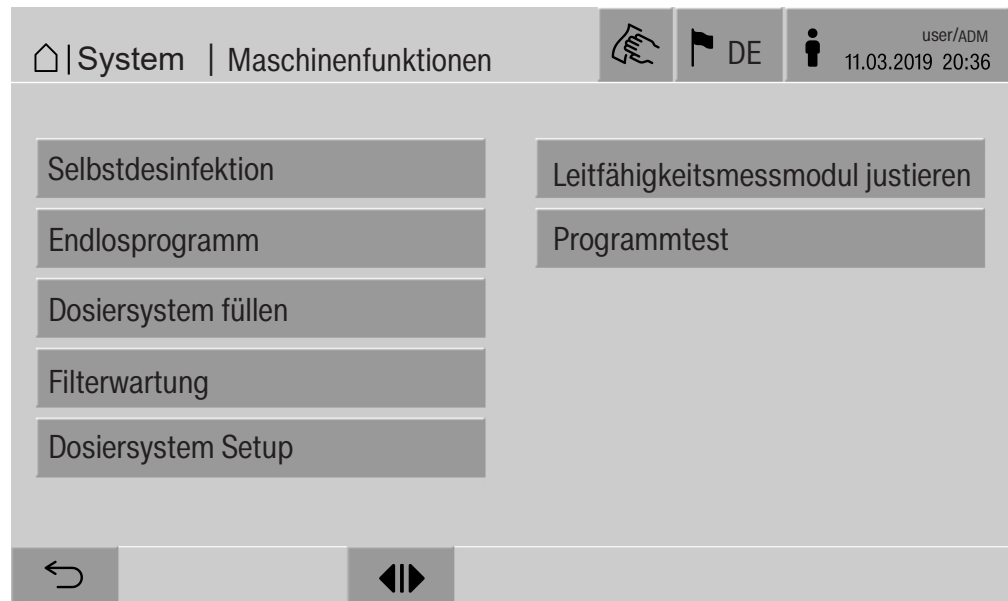 | System | Maschinenfunktionen
DE
user/ADM
11.03.2019 20:36
Selbstdesinfektion
Endlosprogramm
Dosiersystem füllen
Filterwartung
Dosiersystem Setup
Leitfähigkeitsmessmodul justieren
Programmtest